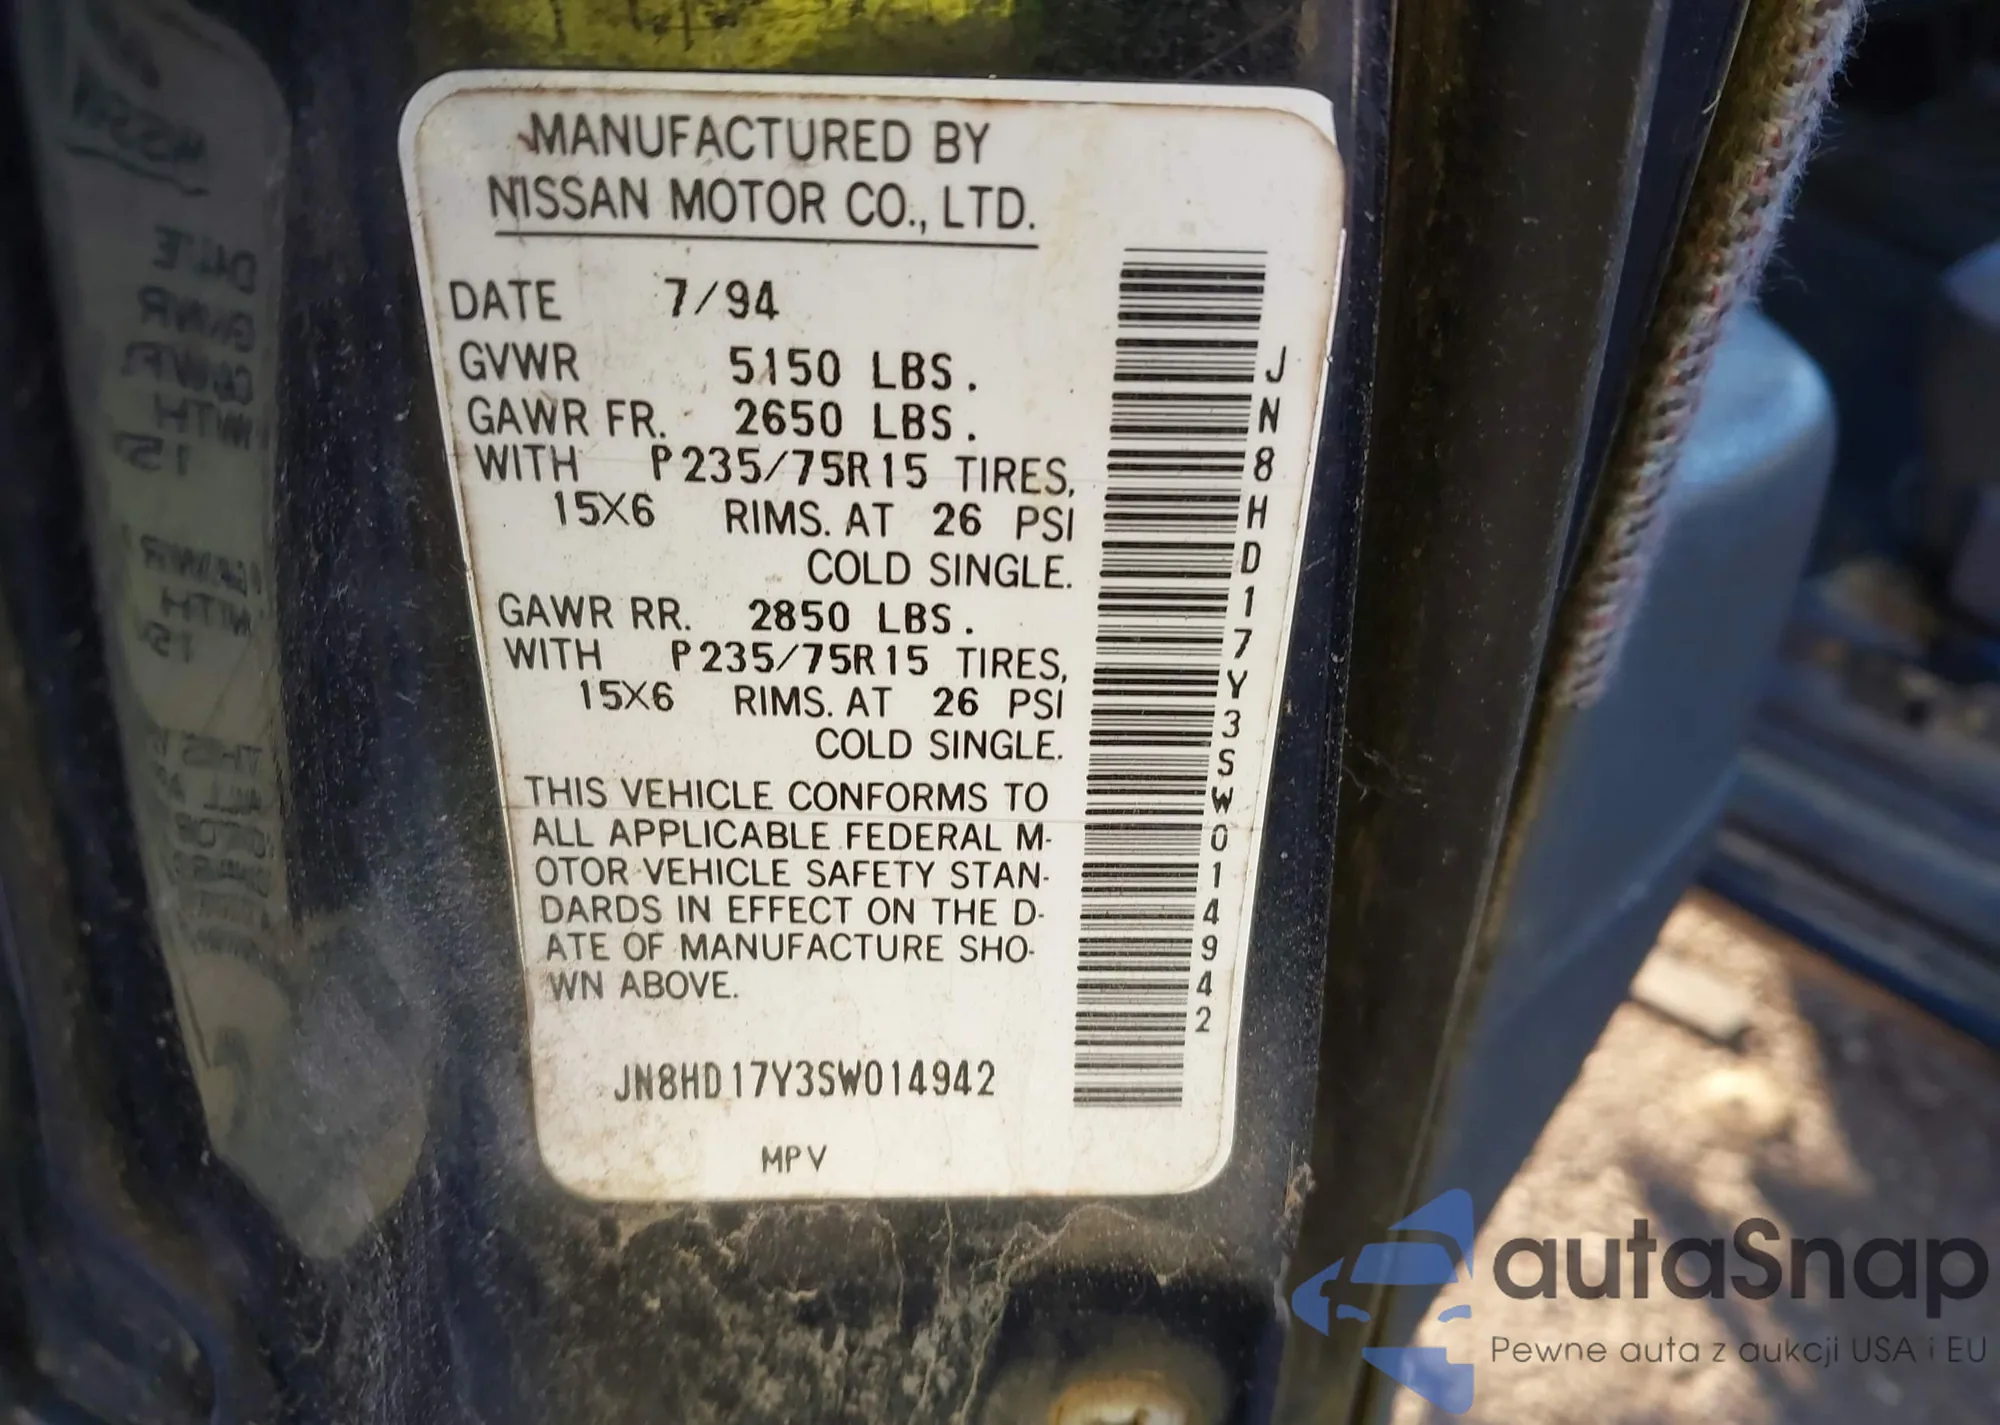 MANUFACTURED BY
NISSAN MOTOR CO., LTD.
DATE 7/94
GVWR 5150 LBS.
GAWR FR. 2650 LBS.
WITH P235/75R15 TIRES,
15X6 RIMS. AT 26 PSI
COLD SINGLE.
GAWR RR. 2850 LBS.
WITH P235/75R15 TIRES,
15X6 RIMS. AT 26 PSI
COLD SINGLE.
THIS VEHICLE CONFORMS TO
ALL APPLICABLE FEDERAL M-
OTOR VEHICLE SAFETY STAN-
DARDS IN EFFECT ON THE D-
ATE OF MANUFACTURE SHO-
WN ABOVE.
JN8HD17Y3SW014942
MPV
JN8HD17Y3SW014942
autaSnap
Pewne auta z aukcji USA i EU